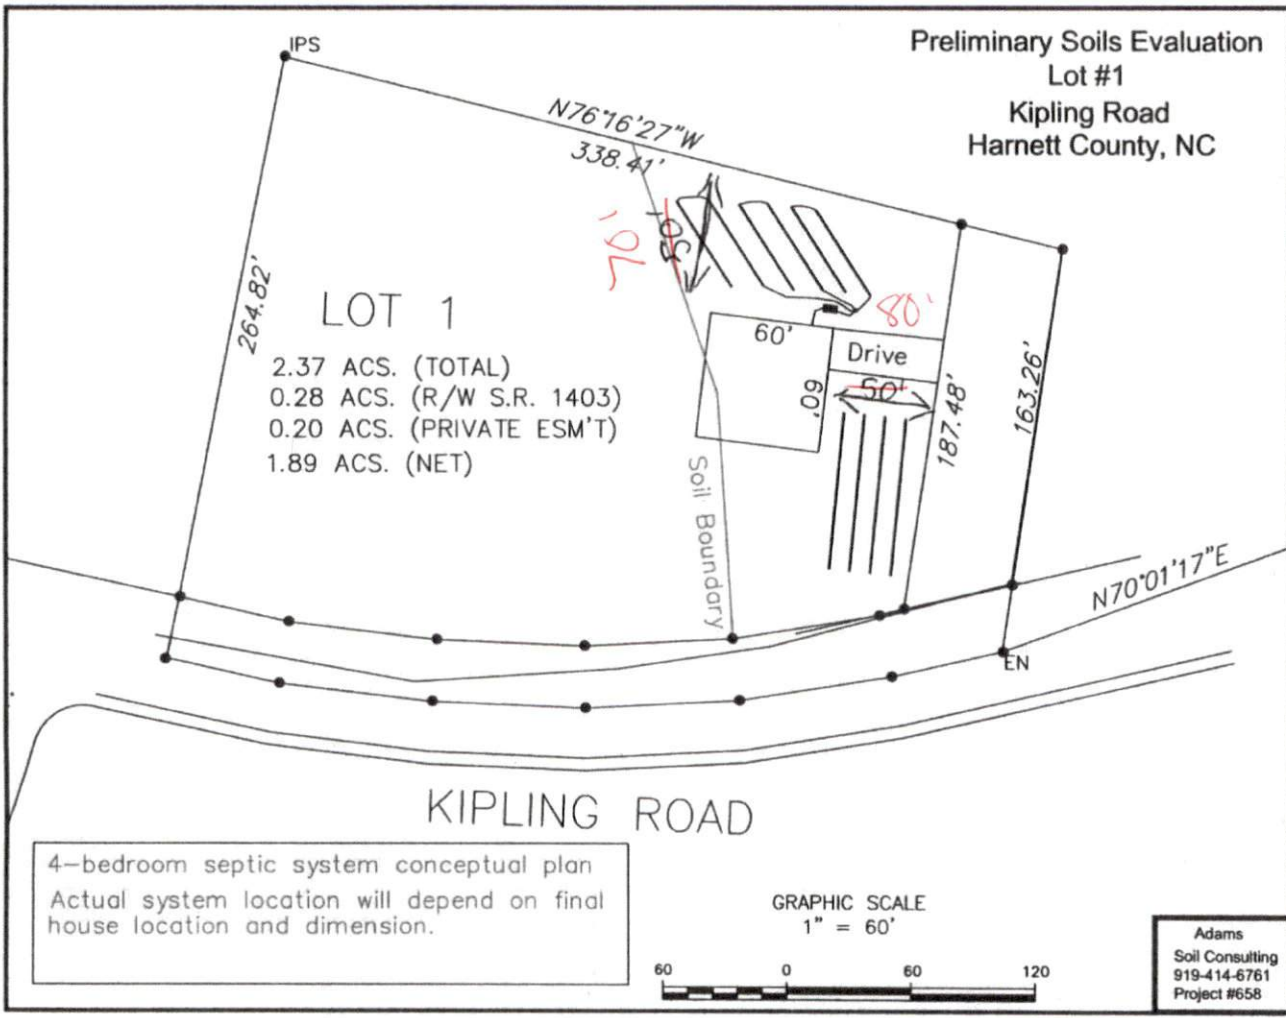 Preliminary Soils Evaluation
Lot #1
Kipling Road
Harnett County, NC
IPS
N76°16'27"W
338.41'
70'
50'
264.82'
LOT 1
2.37 ACS. (TOTAL)
0.28 ACS. (R/W S.R. 1403)
0.20 ACS. (PRIVATE ESM'T)
1.89 ACS. (NET)
80'
60'
Drive
60'
50'
187.48'
163.26'
Soil Boundary
N70°01'17"E
EN
KIPLING ROAD
4-bedroom septic system conceptual plan
Actual system location will depend on final
house location and dimension.
GRAPHIC SCALE
1" = 60'
60 0 60 120
Adams
Soil Consulting
919-414-6761
Project #658